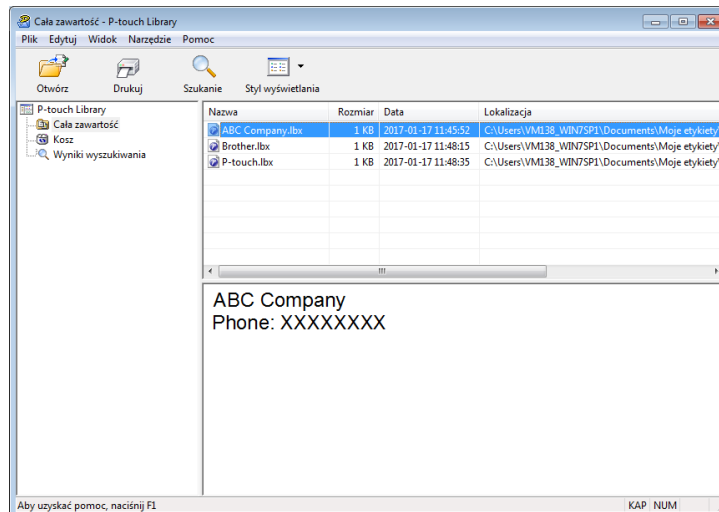 Cała zawartość - P-touch Library
Plik Edytuj Widok Narzędzie Pomoc
Otwórz Drukuj Szukanie Styl wyświetlania
P-touch Library
Cała zawartość
Kosz
Wyniki wyszukiwania
Nazwa Rozmiar Data Lokalizacja
ABC Company.lbx 1 KB 2017-01-17 11:45:52 C:\Users\VM138_WIN7SP1\Documents\Moje etykiety\
Brother.lbx 1 KB 2017-01-17 11:48:15 C:\Users\VM138_WIN7SP1\Documents\Moje etykiety\
P-touch.lbx 1 KB 2017-01-17 11:48:35 C:\Users\VM138_WIN7SP1\Documents\Moje etykiety\
ABC Company
Phone: XXXXXXXX
Aby uzyskać pomoc, naciśnij F1
KAP NUM